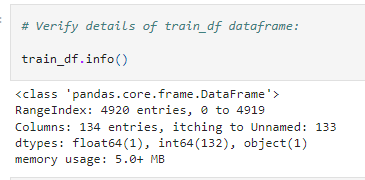 # Verify details of train_df dataframe:
train_df.info()
<class 'pandas.core.frame.DataFrame'>
RangeIndex: 4920 entries, 0 to 4919
Columns: 134 entries, itching to Unnamed: 133
dtypes: float64(1), int64(132), object(1)
memory usage: 5.0+ MB